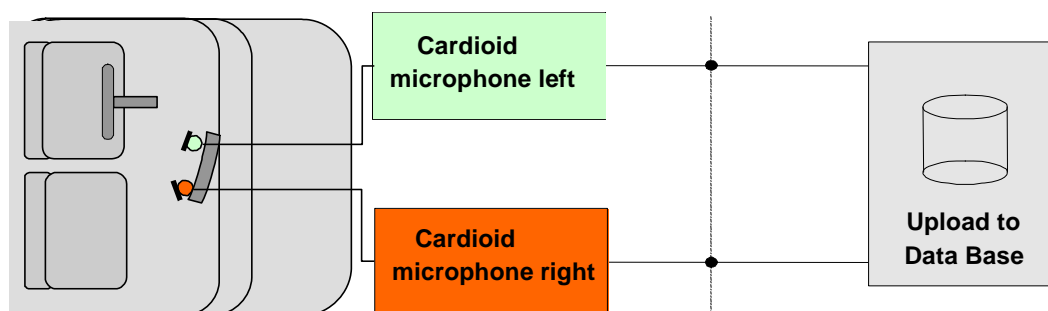 Cardioid
microphone left
Cardioid
microphone right
Upload to
Data Base